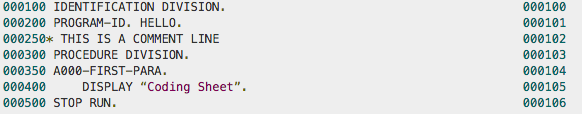 000100 IDENTIFICATION DIVISION. 000100
000200 PROGRAM-ID. HELLO. 000101
000250* THIS IS A COMMENT LINE 000102
000300 PROCEDURE DIVISION. 000103
000350 A000-FIRST-PARA. 000104
000400     DISPLAY “Coding Sheet”. 000105
000500 STOP RUN. 000106